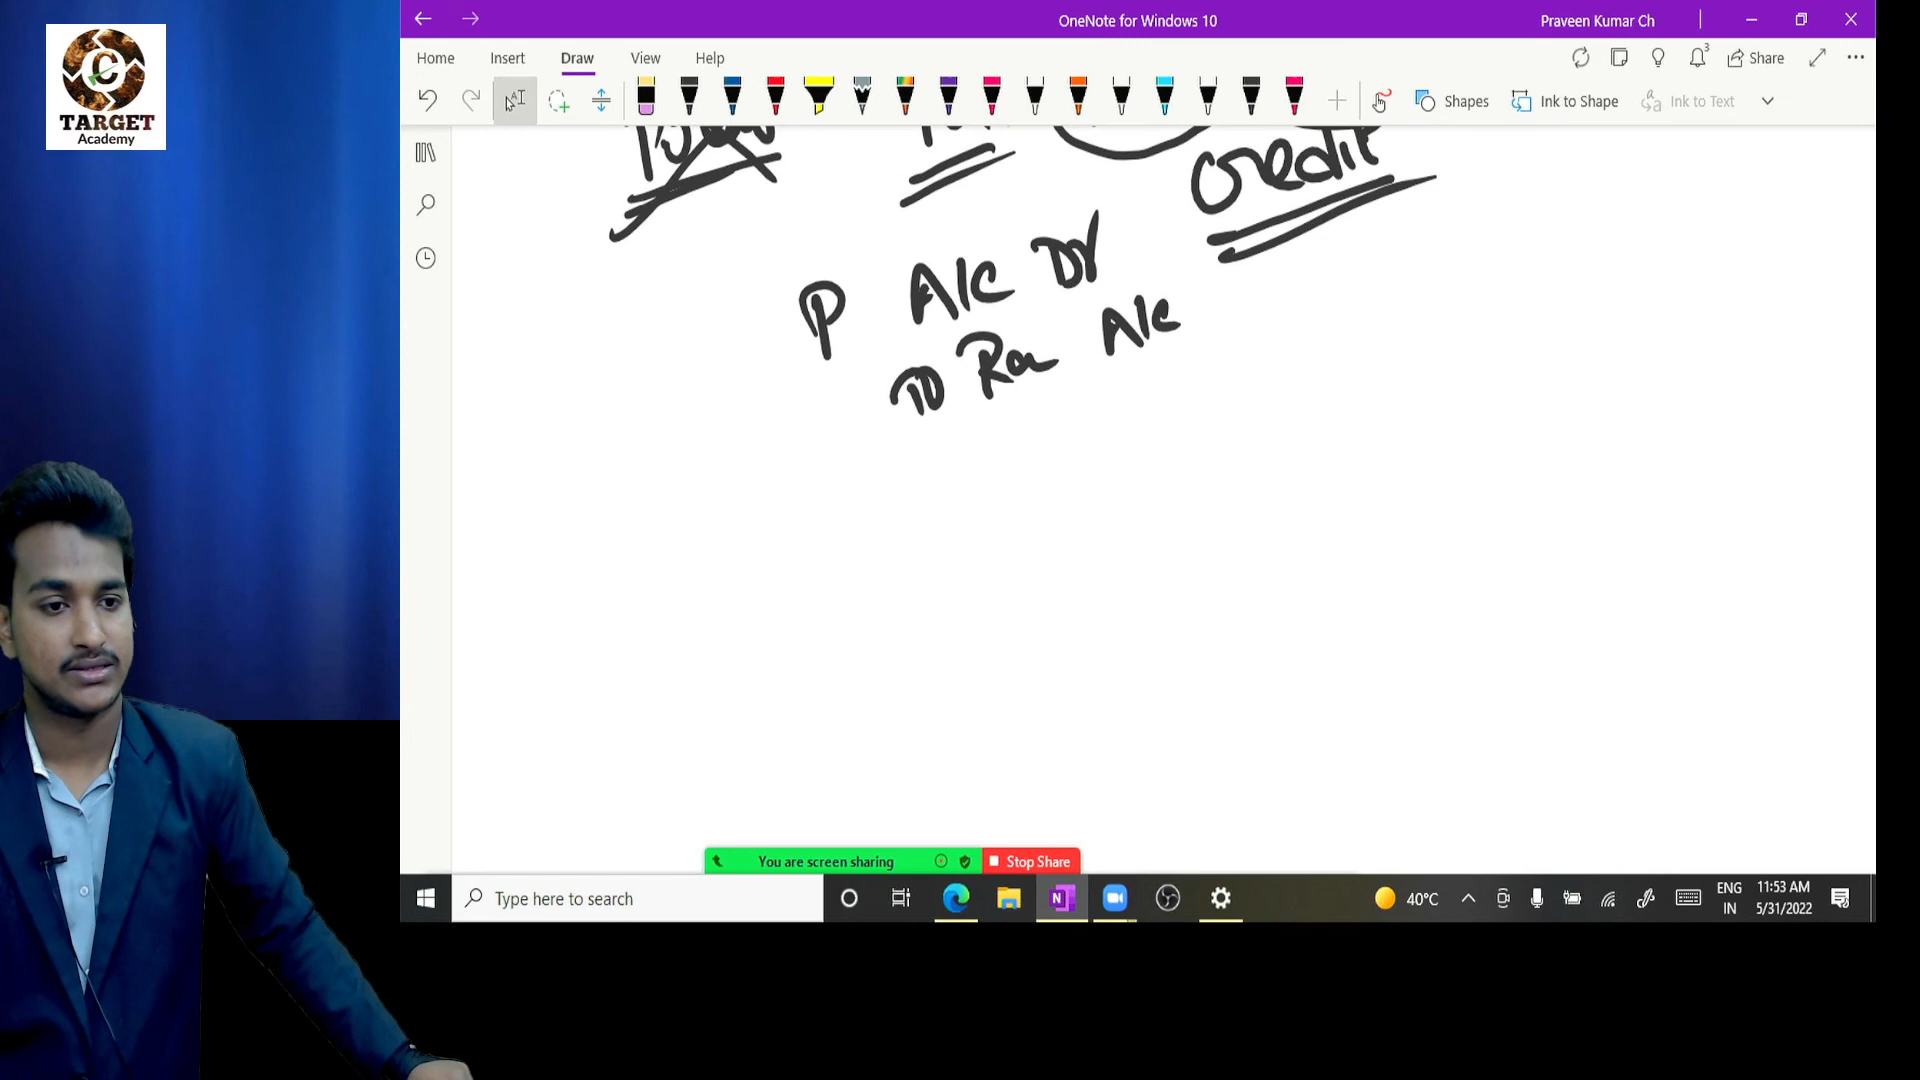 TARGET
Academy
OneNote for Windows 10
Praveen Kumar Ch
Home Insert Draw View Help
3
Share
Shapes Ink to Shape Ink to Text
Credit
P A/c Dr
To Ram A/c
You are screen sharing Stop Share
Type here to search
40°C
ENG
IN
11:53 AM
5/31/2022